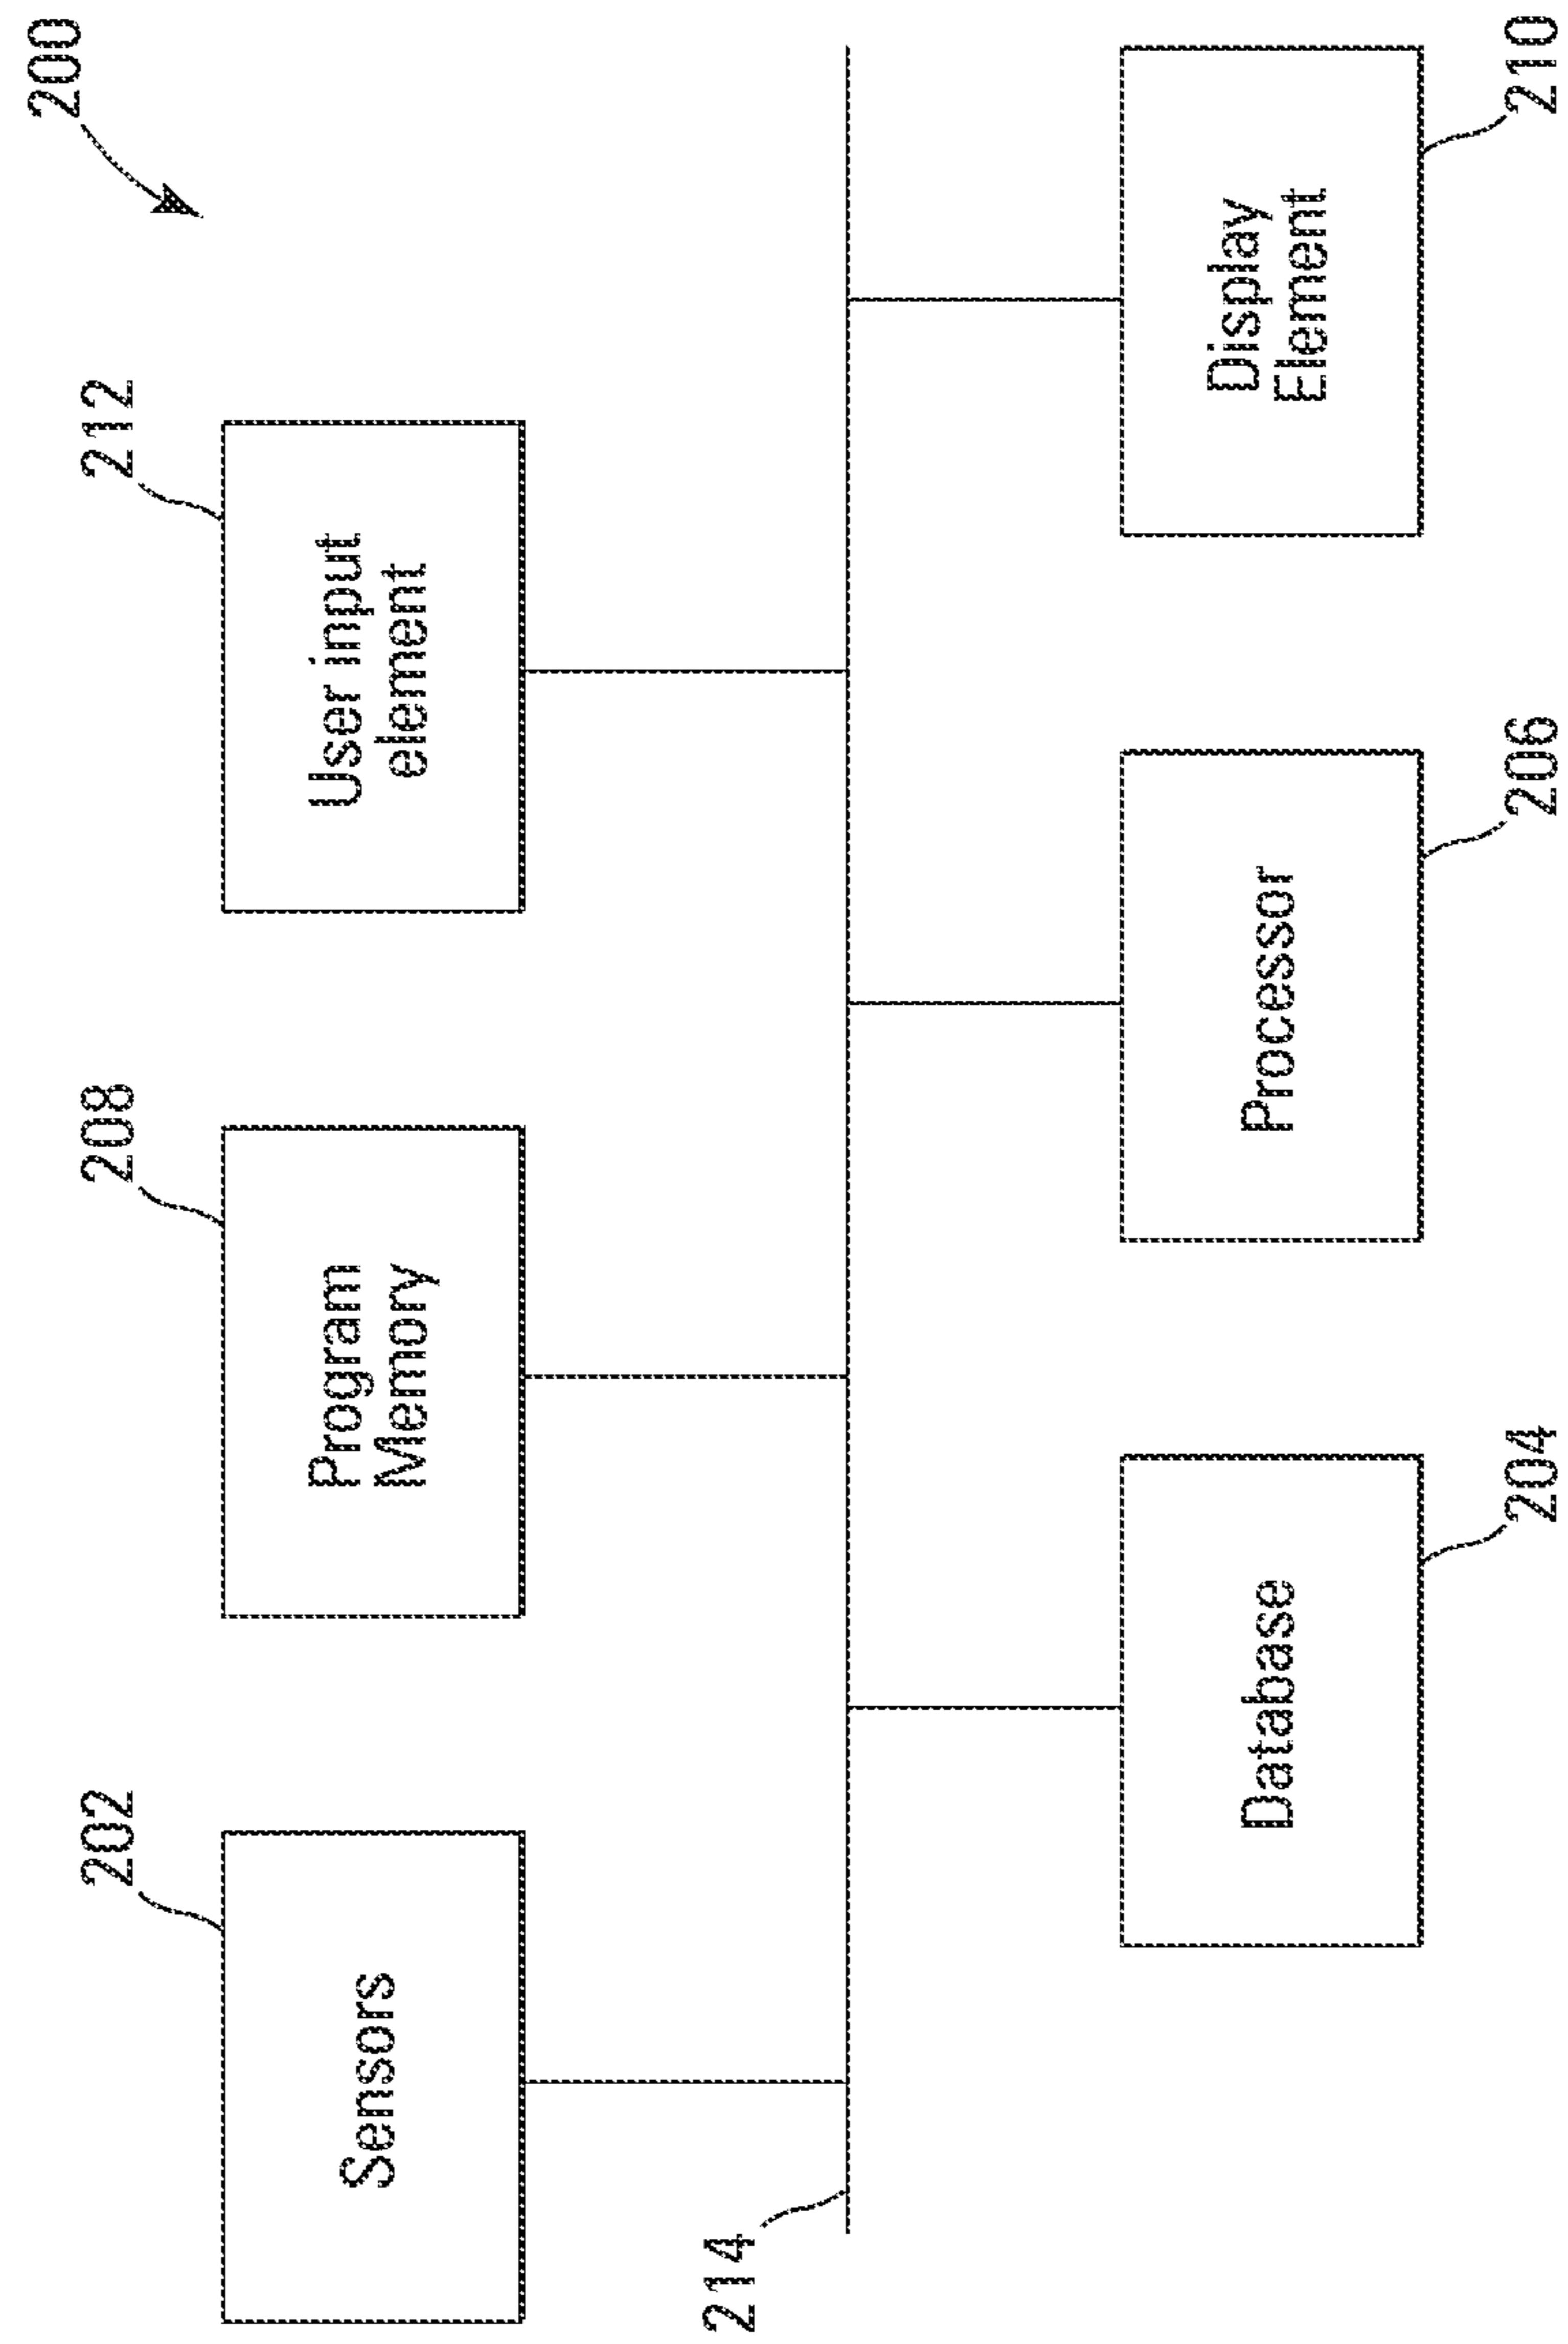 200
202
208
212
Sensors
Program
Memory
User input
element
214
Database
Processor
Display
Element
204
206
210